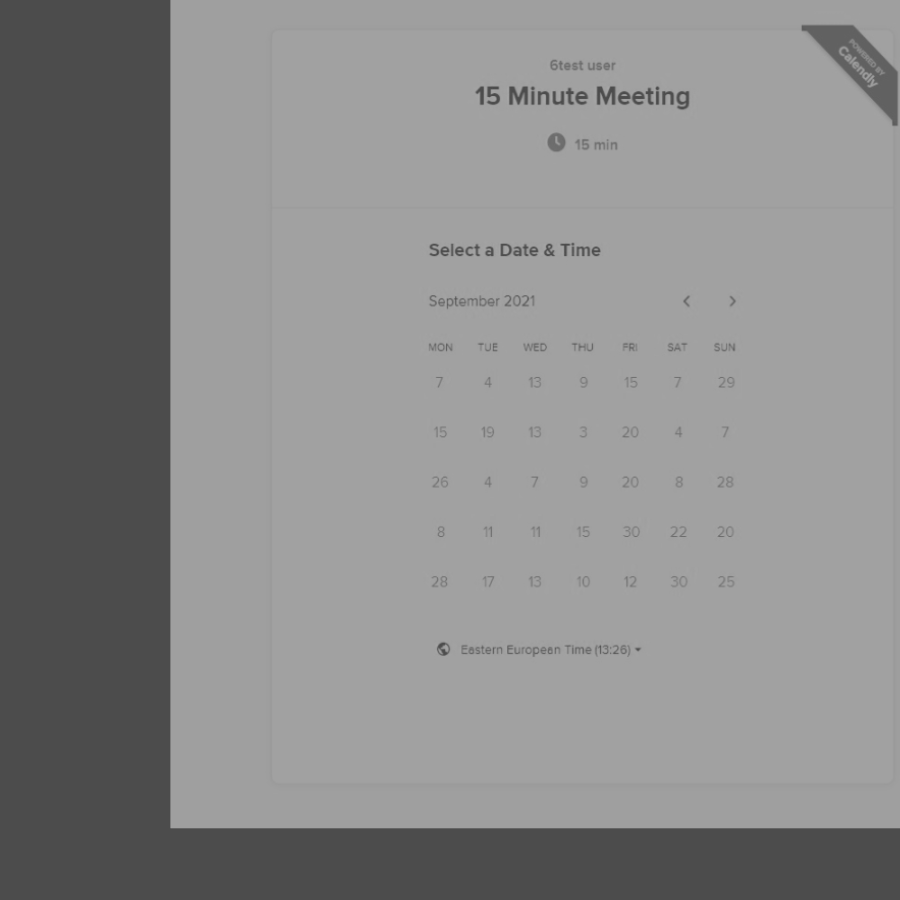 POWERED BY
Calendly
6test user
15 Minute Meeting
15 min
Select a Date & Time
September 2021
MON TUE WED THU FRI SAT SUN
7 4 13 9 15 7 29
15 19 13 3 20 4 7
26 4 7 9 20 8 28
8 11 11 15 30 22 20
28 17 13 10 12 30 25
Eastern European Time (13:26)